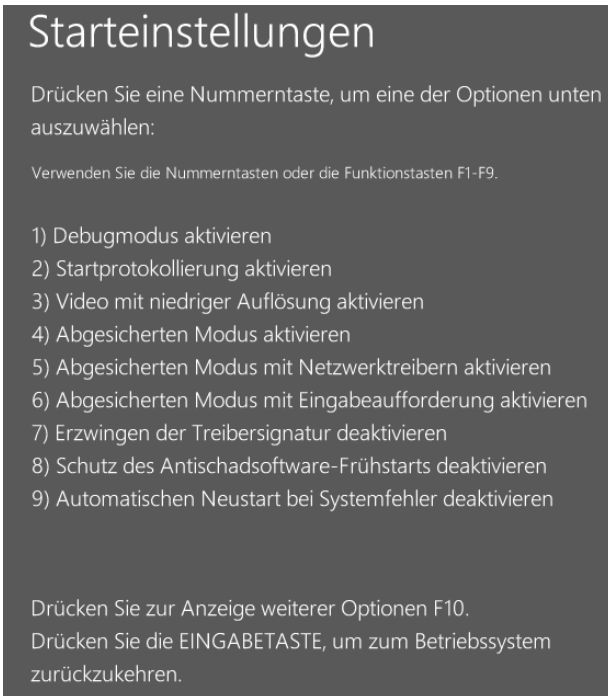 Starteinstellungen
Drücken Sie eine Nummerntaste, um eine der Optionen unten
auszuwählen:
Verwenden Sie die Nummerntasten oder die Funktionstasten F1-F9.
1) Debugmodus aktivieren
2) Startprotokollierung aktivieren
3) Video mit niedriger Auflösung aktivieren
4) Abgesicherten Modus aktivieren
5) Abgesicherten Modus mit Netzwerktreibern aktivieren
6) Abgesicherten Modus mit Eingabeaufforderung aktivieren
7) Erzwingen der Treibersignatur deaktivieren
8) Schutz des Antischadsoftware-Frühstarts deaktivieren
9) Automatischen Neustart bei Systemfehler deaktivieren
Drücken Sie zur Anzeige weiterer Optionen F10.
Drücken Sie die EINGABETASTE, um zum Betriebssystem
zurückzukehren.